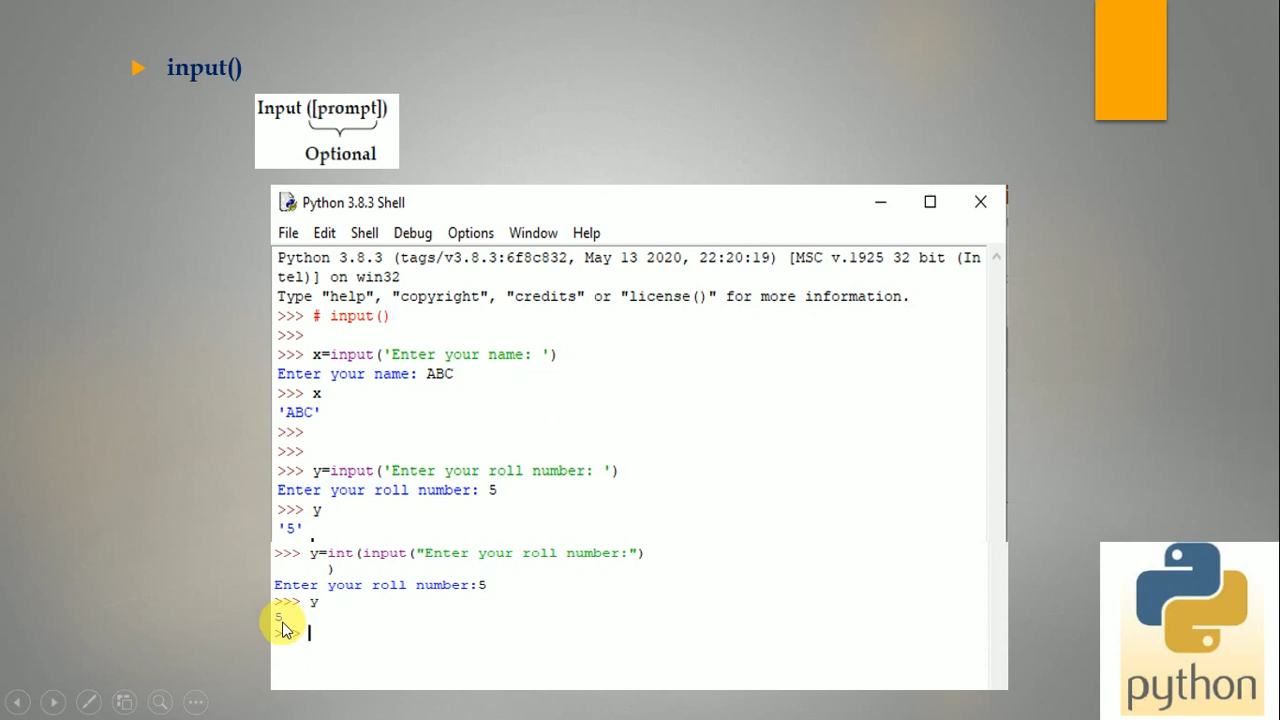 input()
Input ([prompt])
Optional
Python 3.8.3 Shell
File Edit Shell Debug Options Window Help
Python 3.8.3 (tags/v3.8.3:6f8c832, May 13 2020, 22:20:19) [MSC v.1925 32 bit (In
tel)] on win32
Type "help", "copyright", "credits" or "license()" for more information.
>>> # input()
>>>
>>> x=input('Enter your name: ')
Enter your name: ABC
>>> x
'ABC'
>>>
>>>
>>> y=input('Enter your roll number: ')
Enter your roll number: 5
>>> y
'5'
>>> y=int(input("Enter your roll number:")
)
Enter your roll number:5
>>> y
5
>>>
python